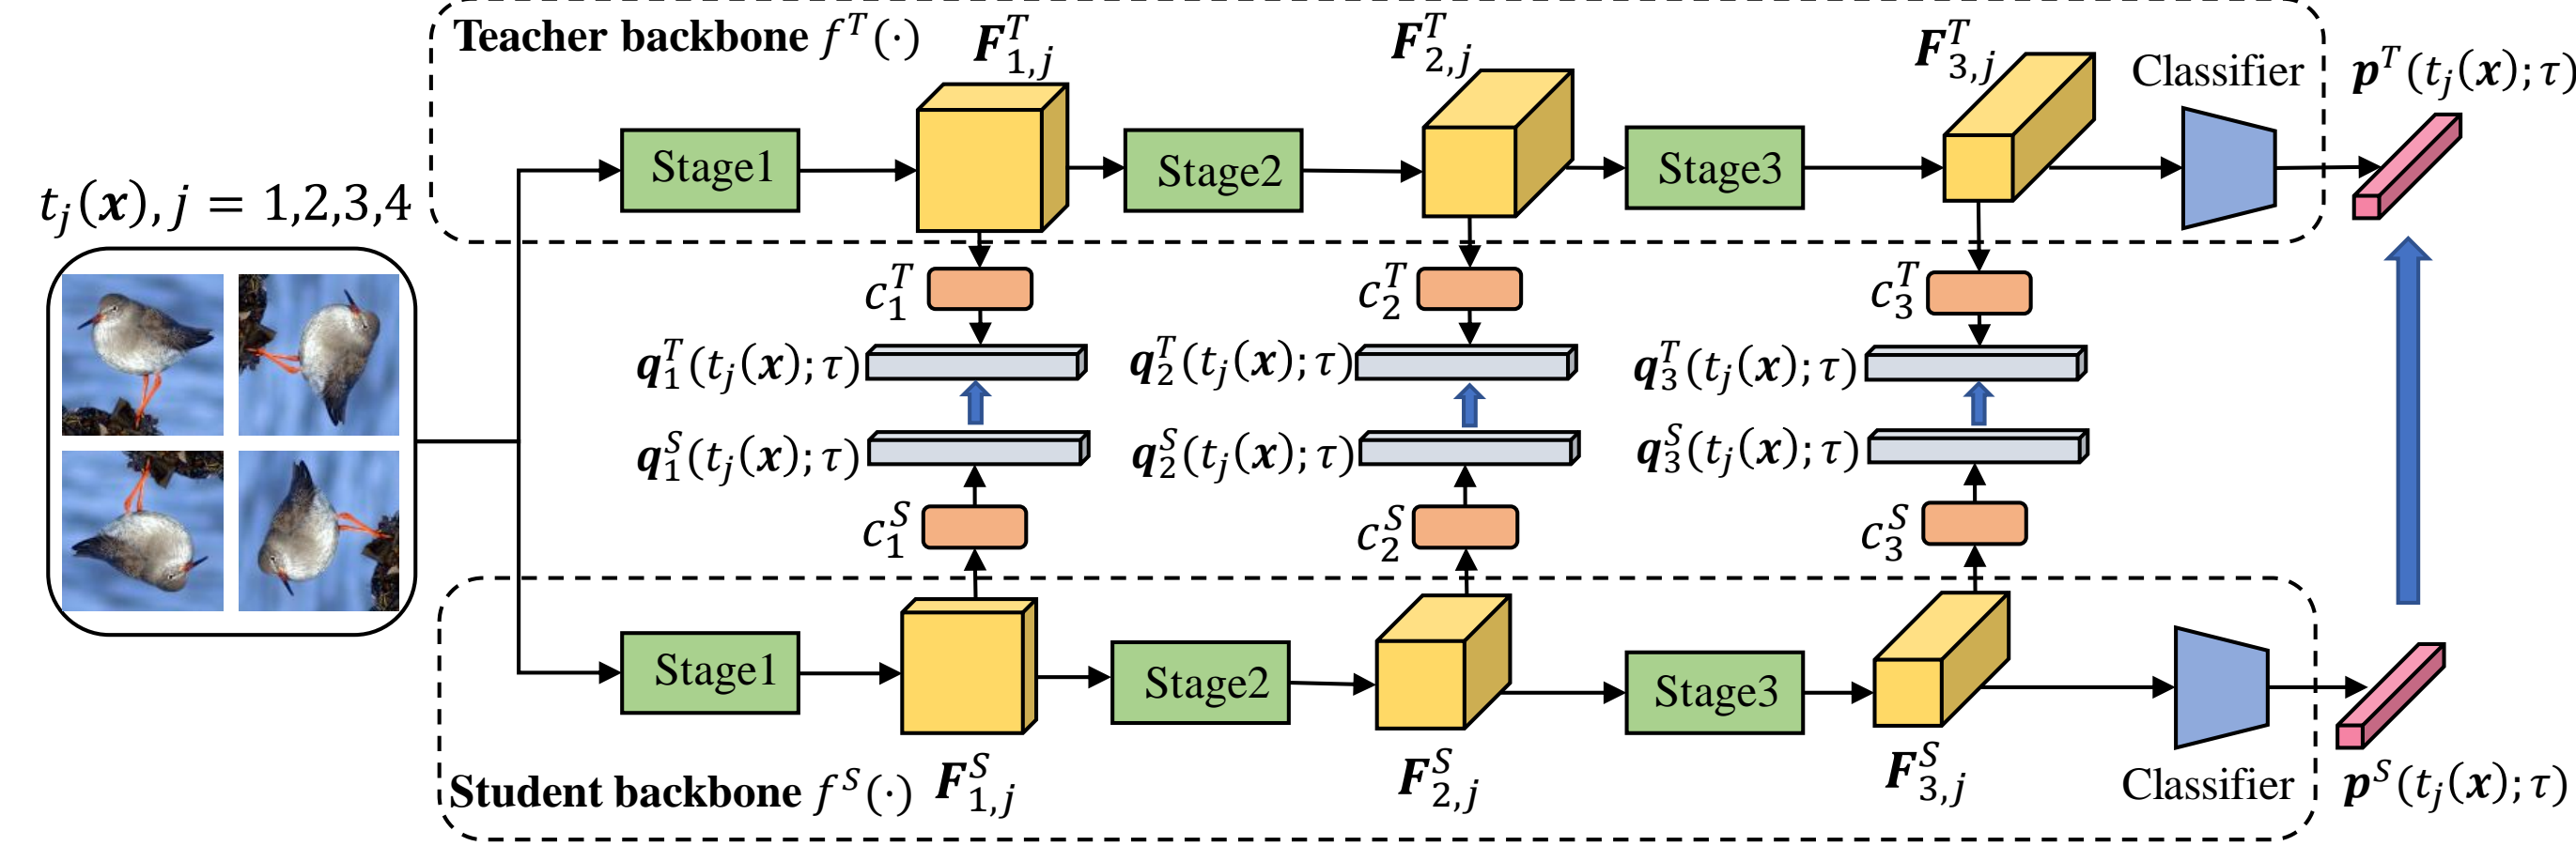 Teacher backbone f^T(·)
F^T_{1,j}
F^T_{2,j}
F^T_{3,j}
Classifier
p^T(t_j(x);τ)
Stage1
Stage2
Stage3
t_j(x), j = 1,2,3,4
c^T_1
c^T_2
c^T_3
q^T_1(t_j(x);τ)
q^T_2(t_j(x);τ)
q^T_3(t_j(x);τ)
q^S_1(t_j(x);τ)
q^S_2(t_j(x);τ)
q^S_3(t_j(x);τ)
c^S_1
c^S_2
c^S_3
Stage1
Stage2
Stage3
Student backbone f^S(·)
F^S_{1,j}
F^S_{2,j}
F^S_{3,j}
Classifier
p^S(t_j(x);τ)